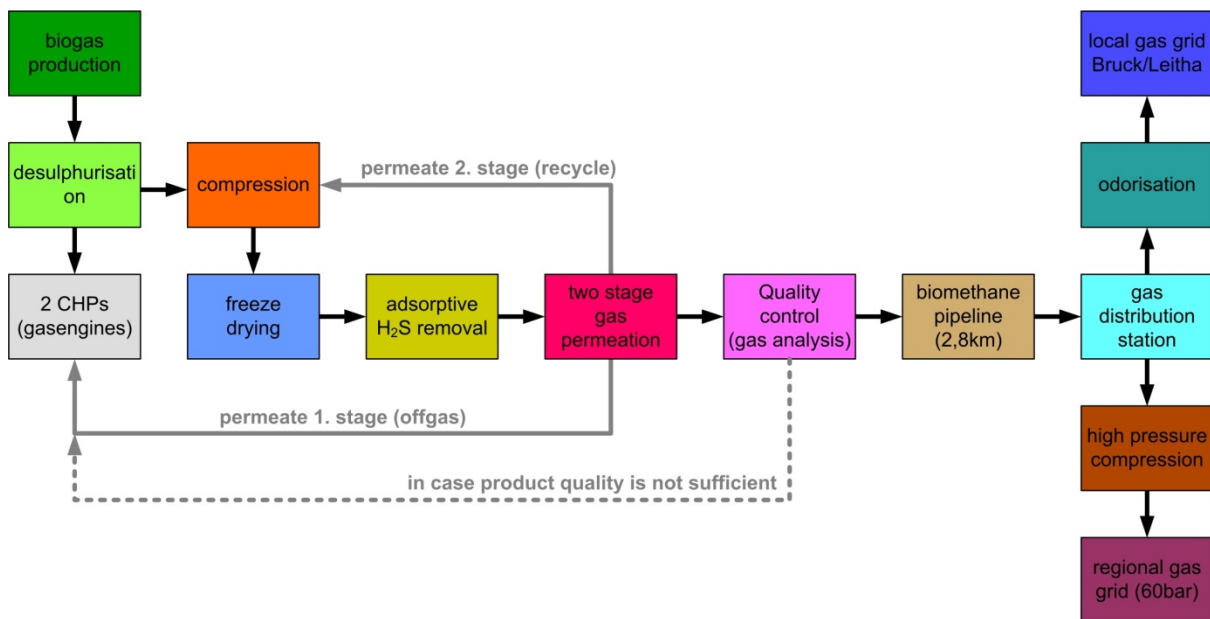 biogas
production
local gas grid
Bruck/Leitha
desulphurisati
on
compression
permeate 2. stage (recycle)
odorisation
2 CHPs
(gasengines)
freeze
drying
adsorptive
H₂S removal
two stage
gas
permeation
Quality
control
(gas analysis)
biomethane
pipeline
(2,8km)
gas
distribution
station
permeate 1. stage (offgas)
high pressure
compression
in case product quality is not sufficient
regional gas
grid (60bar)